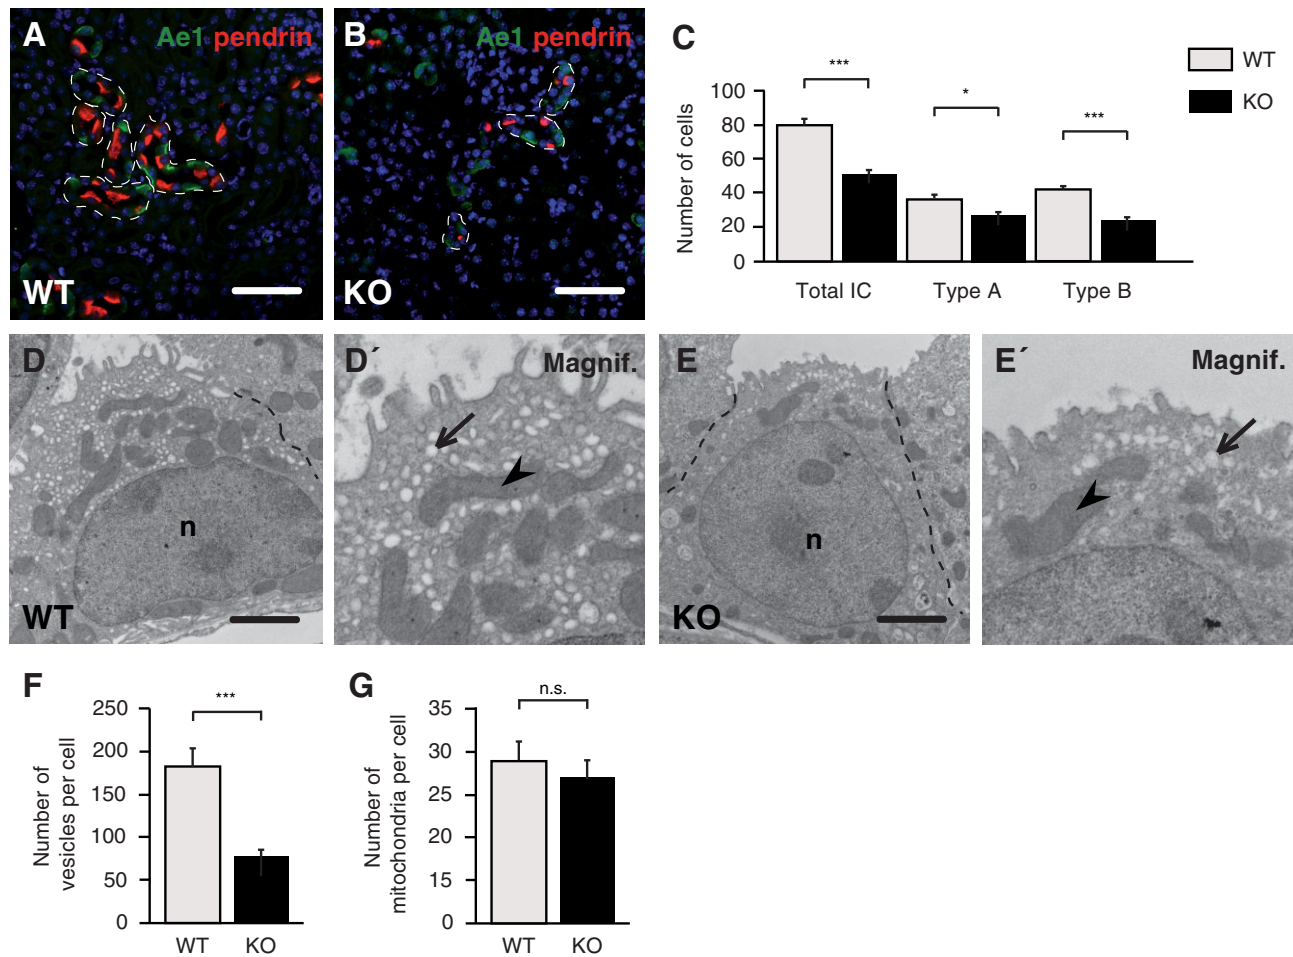 A
Ae1 pendrin
WT
B
Ae1 pendrin
KO
C
WT
KO
Number of cells
100
80
60
40
20
0
***
*
***
Total IC
Type A
Type B
D
n
WT
D´
Magnif.
E
n
KO
E´
Magnif.
F
Number of
vesicles per cell
250
200
150
100
50
0
***
WT
KO
G
Number of
mitochondria per cell
35
30
25
20
15
0
n.s.
WT
KO